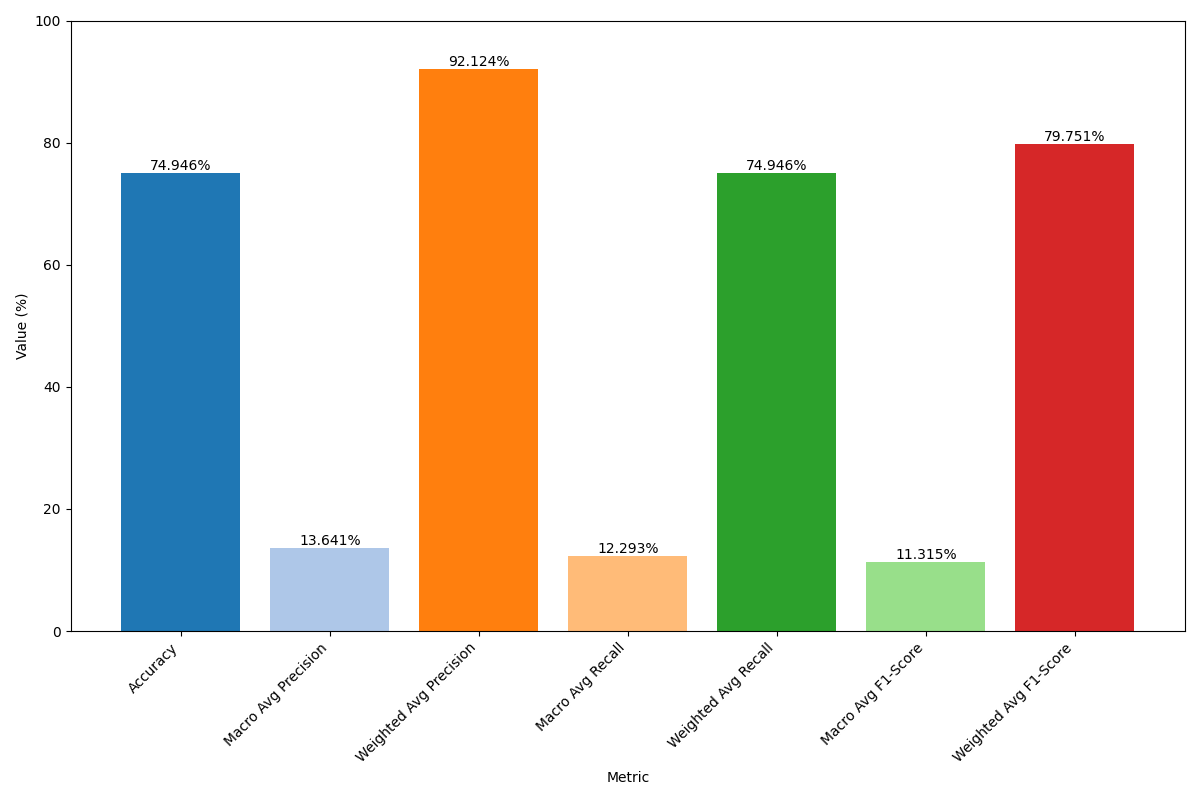 100
80
60
40
20
0
Value (%)
74.946%
13.641%
92.124%
12.293%
74.946%
11.315%
79.751%
Accuracy
Macro Avg Precision
Weighted Avg Precision
Macro Avg Recall
Weighted Avg Recall
Macro Avg F1-Score
Weighted Avg F1-Score
Metric